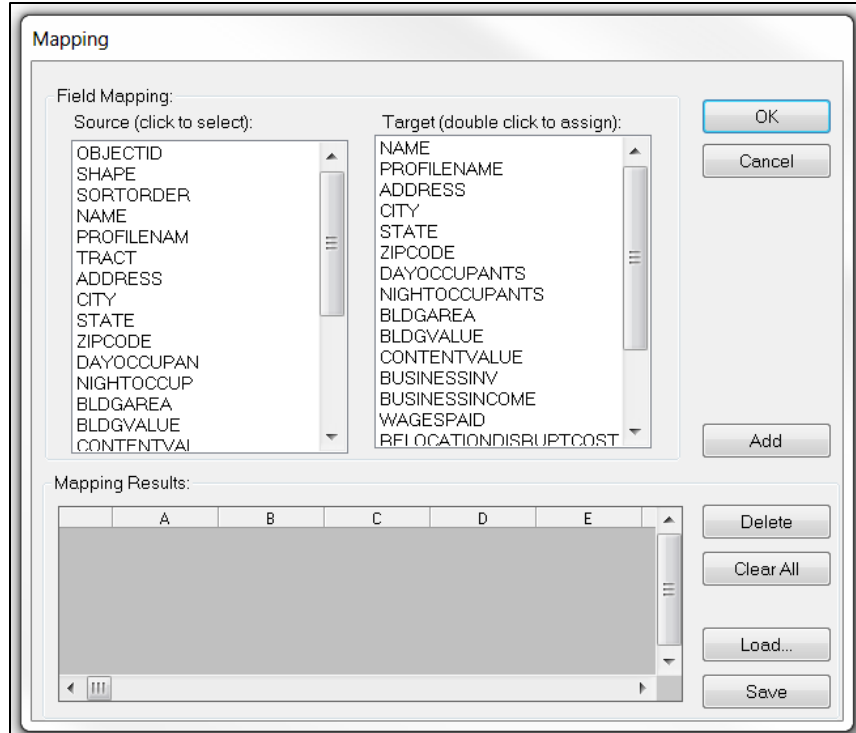 Mapping
Field Mapping:
Source (click to select):
OBJECTID
SHAPE
SORTORDER
NAME
PROFILENAM
TRACT
ADDRESS
CITY
STATE
ZIPCODE
DAYOCCUPAN
NIGHTOCCUP
BLDGAREA
BLDGVALUE
CONTENTVAL
Target (double click to assign):
NAME
PROFILENAME
ADDRESS
CITY
STATE
ZIPCODE
DAYOCCUPANTS
NIGHTOCCUPANTS
BLDGAREA
BLDGVALUE
CONTENTVALUE
BUSINESSINV
BUSINESSINCOME
WAGESPAID
RELOCATIONDISRUPTCOST
OK
Cancel
Add
Mapping Results:
A B C D E
Delete
Clear All
Load...
Save